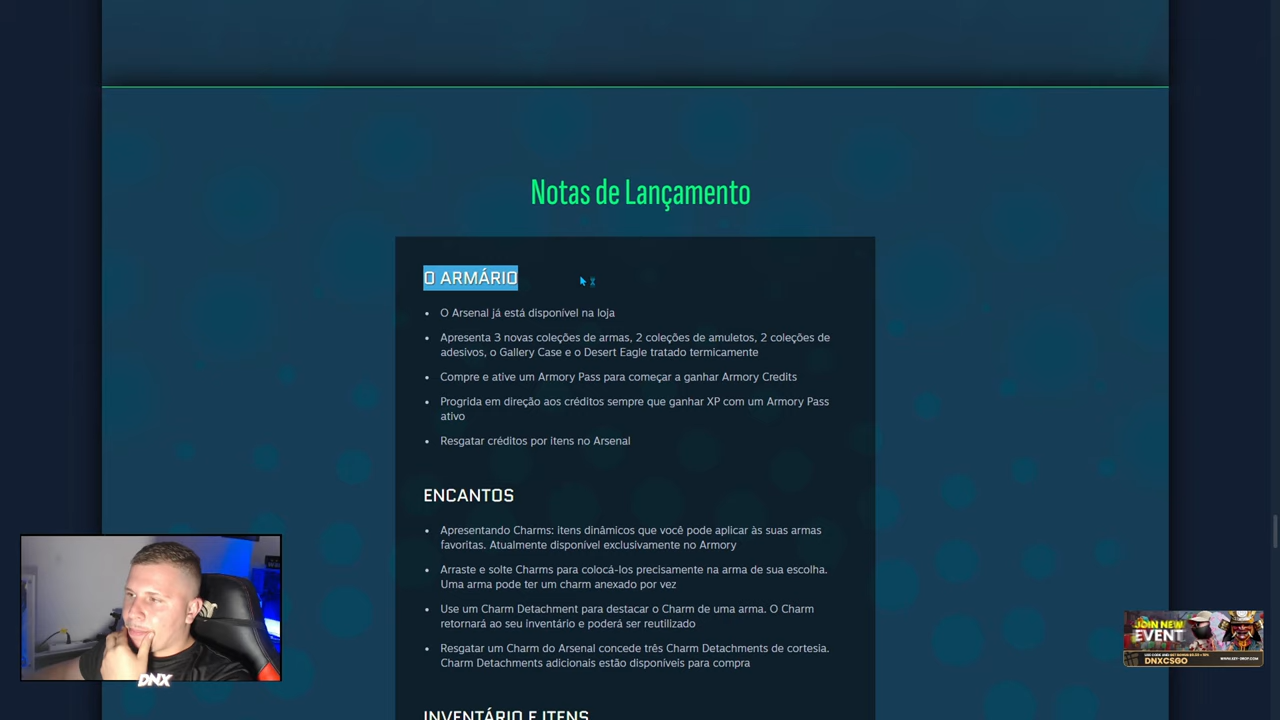 Notas de Lançamento
O ARMÁRIO
O Arsenal já está disponível na loja
Apresenta 3 novas coleções de armas, 2 coleções de amuletos, 2 coleções de
adesivos, o Gallery Case e o Desert Eagle tratado termicamente
Compre e ative um Armory Pass para começar a ganhar Armory Credits
Progrida em direção aos créditos sempre que ganhar XP com um Armory Pass
ativo
Resgatar créditos por itens no Arsenal
ENCANTOS
Apresentando Charms: itens dinâmicos que você pode aplicar às suas armas
favoritas. Atualmente disponível exclusivamente no Armory
Arraste e solte Charms para colocá-los precisamente na arma de sua escolha.
Uma arma pode ter um charm anexado por vez
Use um Charm Detachment para destacar o Charm de uma arma. O Charm
retornará ao seu inventário e poderá ser reutilizado
Resgatar um Charm do Arsenal concede três Charm Detachments de cortesia.
Charm Detachments adicionais estão disponíveis para compra
INVENTÁRIO E ITENS
DNX
JOIN NEW
EVENT
DNXCSGO
WWW.KEY-DROP.COM